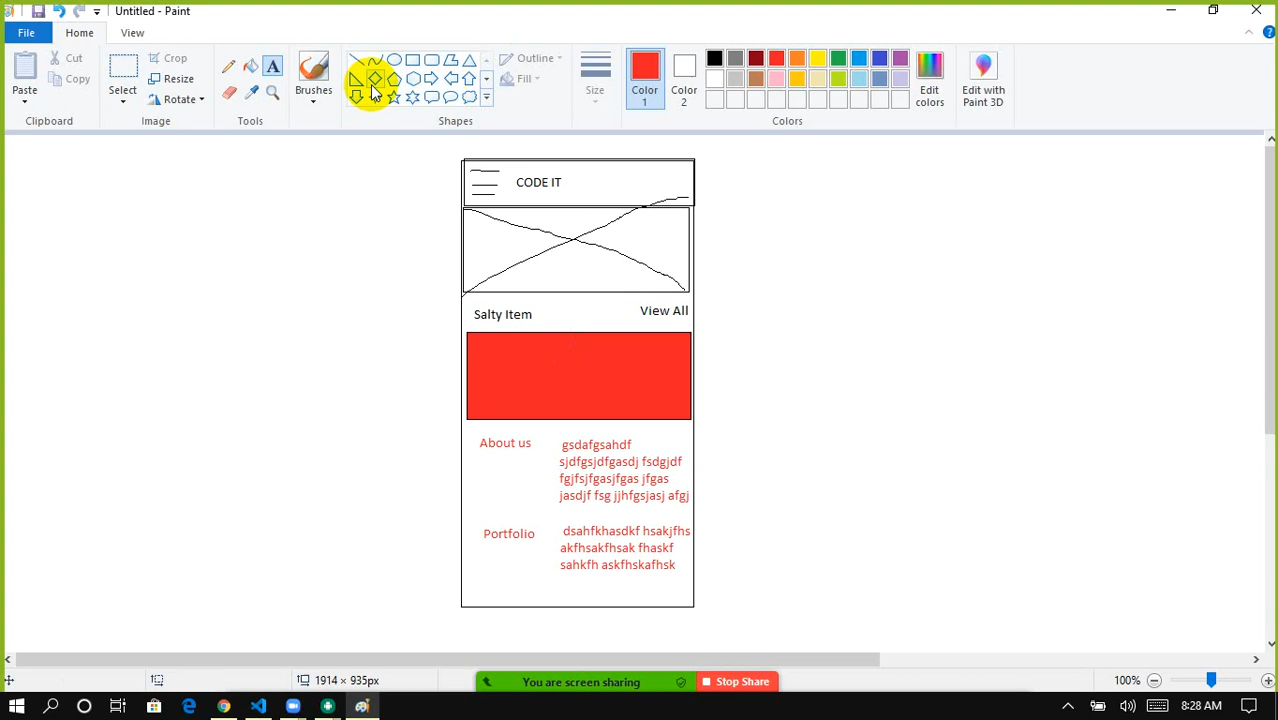 Untitled - Paint
File
Home
View
Paste
Cut
Copy
Clipboard
Select
Crop
Resize
Rotate
Image
A
Tools
Brushes
Outline
Fill
Shapes
Size
Color 1
Color 2
Colors
Edit colors
Edit with Paint 3D
CODE IT
Salty Item
View All
About us
gsdafgsahdf
sjdfgsjdfgasdj fsdgjdf
fgjfsjfgasjfgas jfgas
jasdjf fsg jjhfgsjasj afgj
Portfolio
dsahfkhasdkf hsakjfhs
akfhsakfhsak fhaskf
sahkfh askfhskafhsk
1914 × 935px
You are screen sharing
Stop Share
100%
8:28 AM